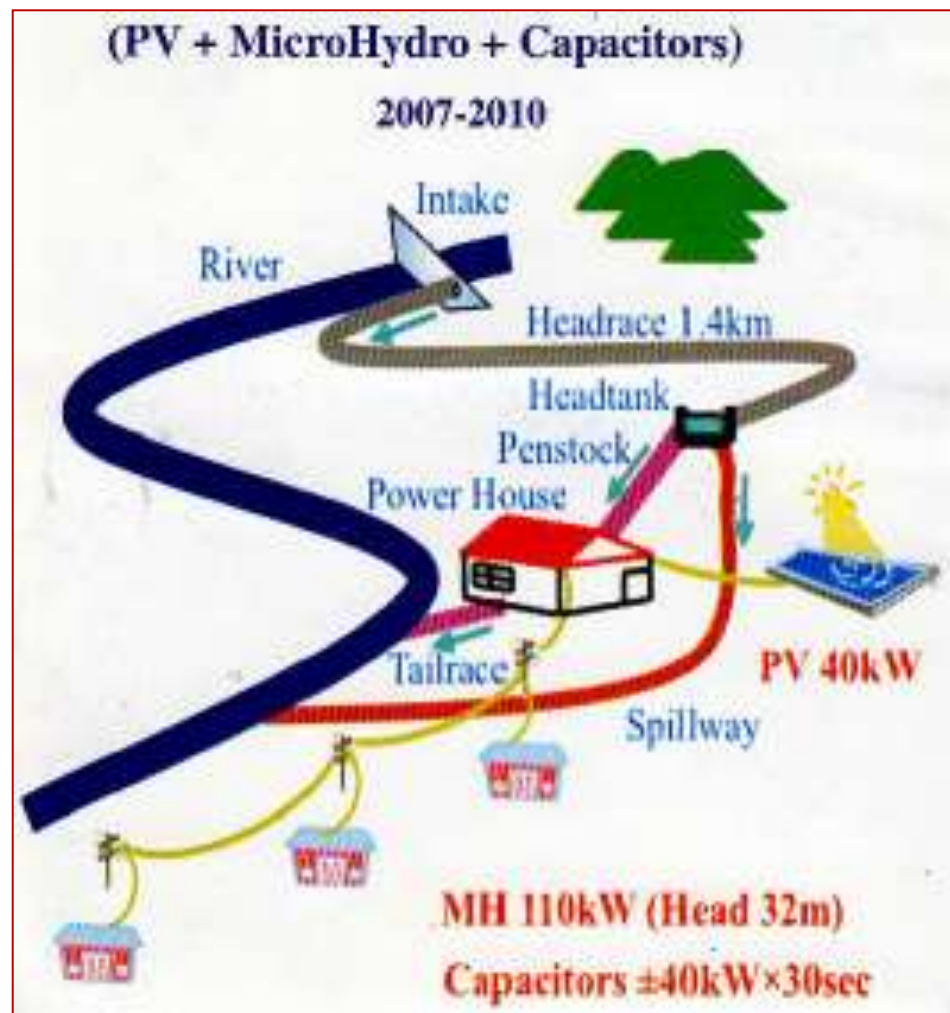 (PV + MicroHydro + Capacitors)
2007-2010
Intake
River
Headrace 1.4km
Headtank
Penstock
Power House
Tailrace
PV 40kW
Spillway
MH 110kW (Head 32m)
Capacitors ±40kW×30sec